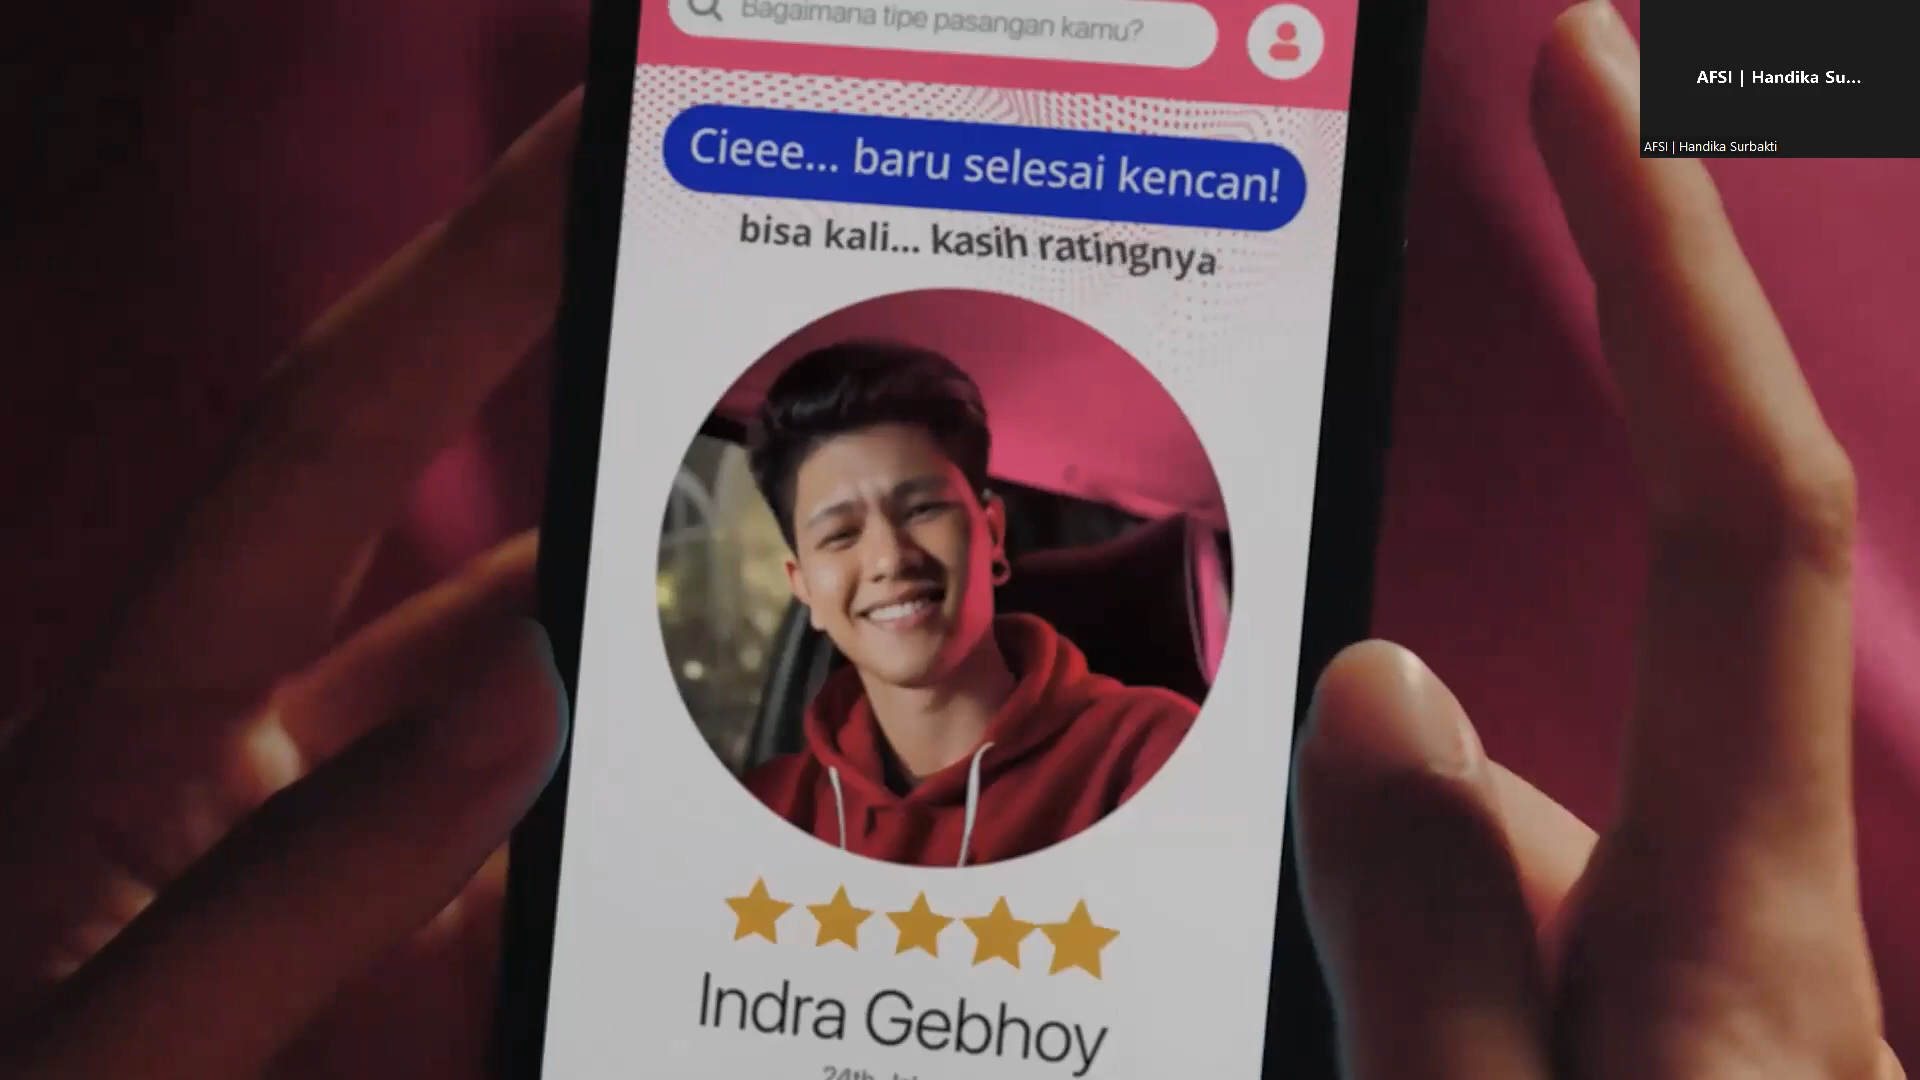 Bagaimana tipe pasangan kamu?
AFSI | Handika Su...
AFSI | Handika Surbakti
Cieee... baru selesai kencan!
bisa kali... kasih ratingnya
Indra Gebhoy